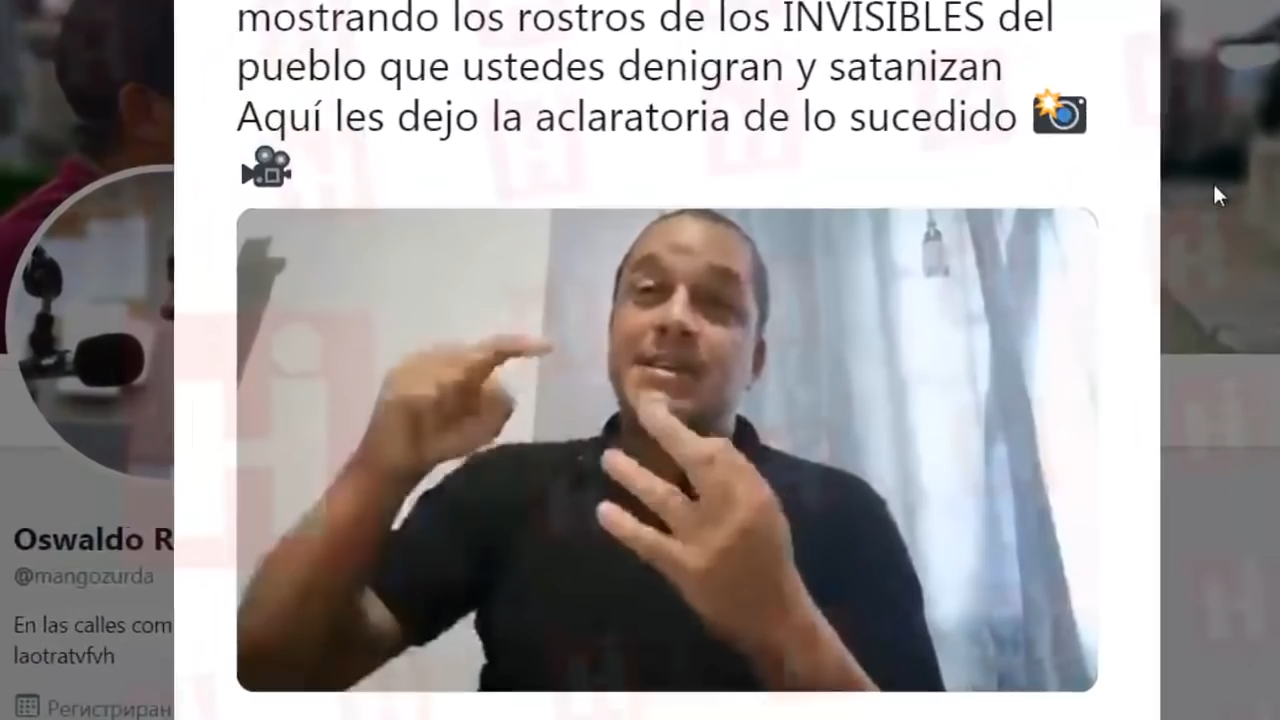 mostrando los rostros de los INVISIBLES del
pueblo que ustedes denigran y satanizan
Aquí les dejo la aclaratoria de lo sucedido
Oswaldo R
@mangozurda
En las calles com
laotratvfvh
Регистриран